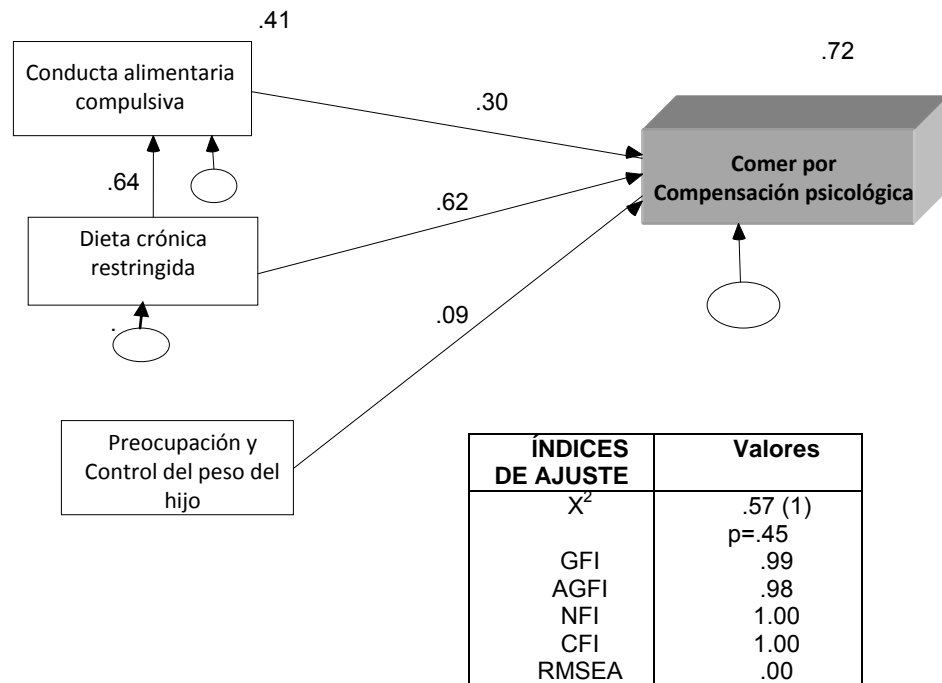 .41
.72
Conducta alimentaria
compulsiva
.30
Comer por
Compensación psicológica
.64
.62
Dieta crónica
restringida
.
.09
Preocupación y
Control del peso del
hijo
ÍNDICES Valores
DE AJUSTE
X² .57 (1)
p=.45
GFI .99
AGFI .98
NFI 1.00
CFI 1.00
RMSEA .00